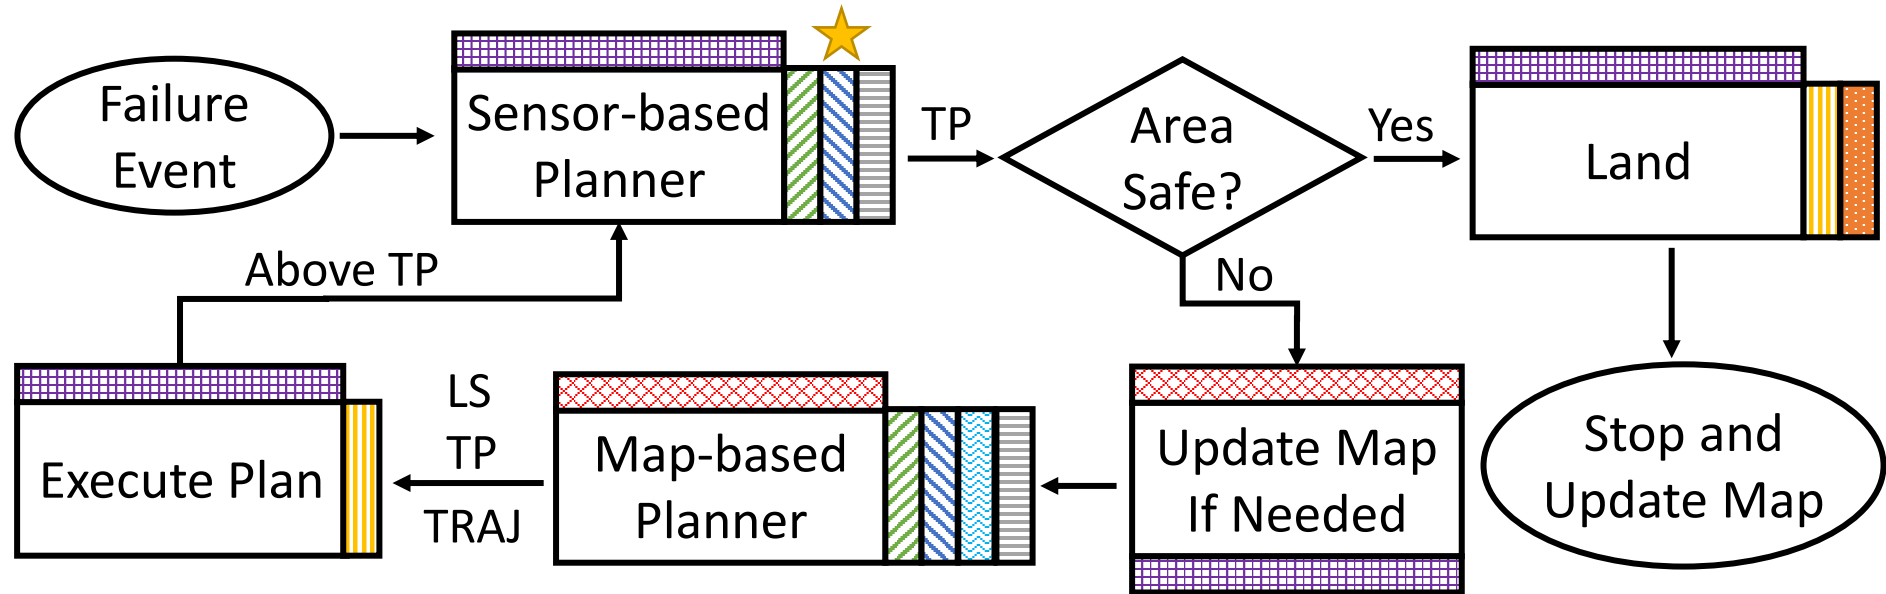 Failure
Event
Sensor-based
Planner
TP
Area
Safe?
Yes
Land
Above TP
No
Execute Plan
LS
TP
TRAJ
Map-based
Planner
Update Map
If Needed
Stop and
Update Map